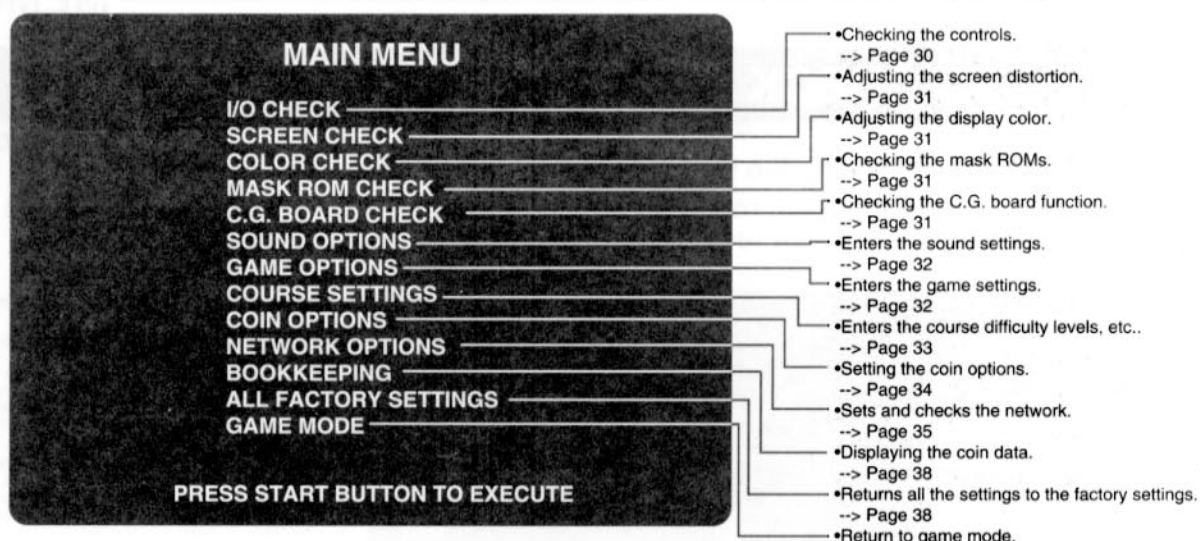 MAIN MENU
I/O CHECK
SCREEN CHECK
COLOR CHECK
MASK ROM CHECK
C.G. BOARD CHECK
SOUND OPTIONS
GAME OPTIONS
COURSE SETTINGS
COIN OPTIONS
NETWORK OPTIONS
BOOKKEEPING
ALL FACTORY SETTINGS
GAME MODE
PRESS START BUTTON TO EXECUTE
•Checking the controls.
--> Page 30
•Adjusting the screen distortion.
--> Page 31
•Adjusting the display color.
--> Page 31
•Checking the mask ROMs.
--> Page 31
•Checking the C.G. board function.
--> Page 31
•Enters the sound settings.
--> Page 32
•Enters the game settings.
--> Page 32
•Enters the course difficulty levels, etc..
--> Page 33
•Setting the coin options.
--> Page 34
•Sets and checks the network.
--> Page 35
•Displaying the coin data.
--> Page 38
•Returns all the settings to the factory settings.
--> Page 38
•Return to game mode.